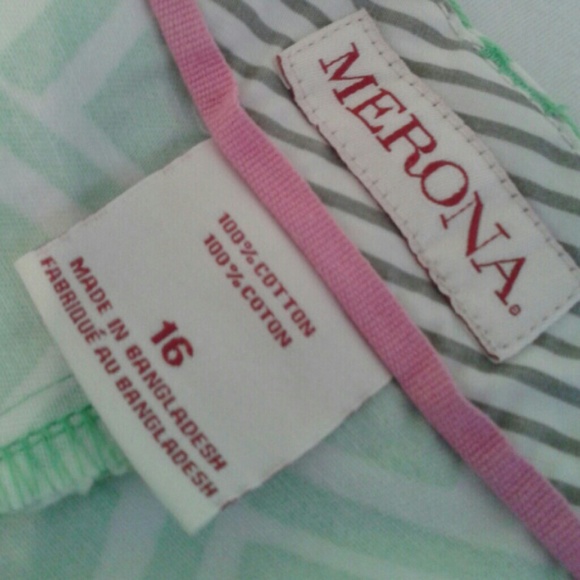 MERONA®
100% COTTON
100% COTON
16
MADE IN BANGLADESH
FABRIQUÉ AU BANGLADESH